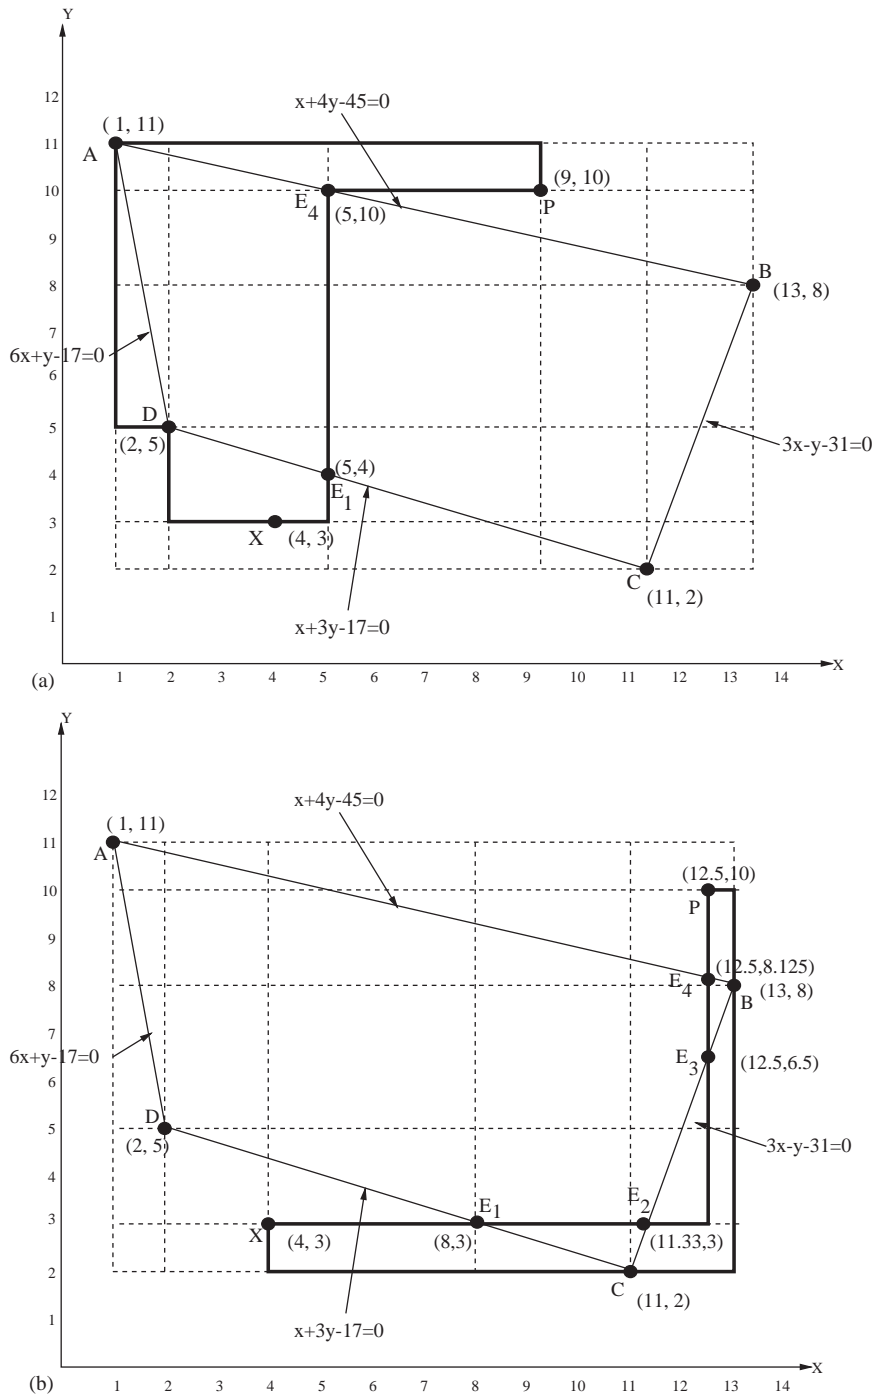 Y
12
x+4y-45=0
( 1, 11)
11
A
(9, 10)
10
E4
(5,10)
P
9
B
8
(13, 8)
7
6x+y-17=0
6
D
5
(2, 5)
3x-y-31=0
4
(5,4)
E1
3
X
(4, 3)
2
C
(11, 2)
1
x+3y-17=0
X
(a)
1 2 3 4 5 6 7 8 9 10 11 12 13 14
Y
12
x+4y-45=0
( 1, 11)
11
A
(12.5,10)
10
P
9
(12.5,8.125)
8
E4
B
(13, 8)
7
6x+y-17=0
E3
(12.5,6.5)
6
D
5
(2, 5)
3x-y-31=0
4
E1
E2
3
X
(4, 3)
(8,3)
(11.33,3)
2
C
(11, 2)
1
x+3y-17=0
X
(b)
1 2 3 4 5 6 7 8 9 10 11 12 13 14